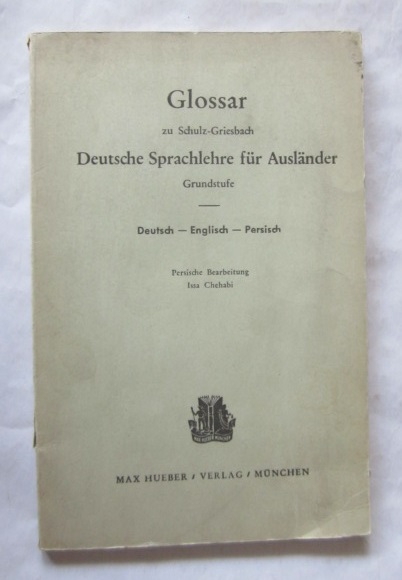 Glossar
zu Schulz-Griesbach
Deutsche Sprachlehre für Ausländer
Grundstufe
Deutsch — Englisch — Persisch
Persische Bearbeitung
Issa Chehabi
MAX HUEBER / VERLAG / MÜNCHEN